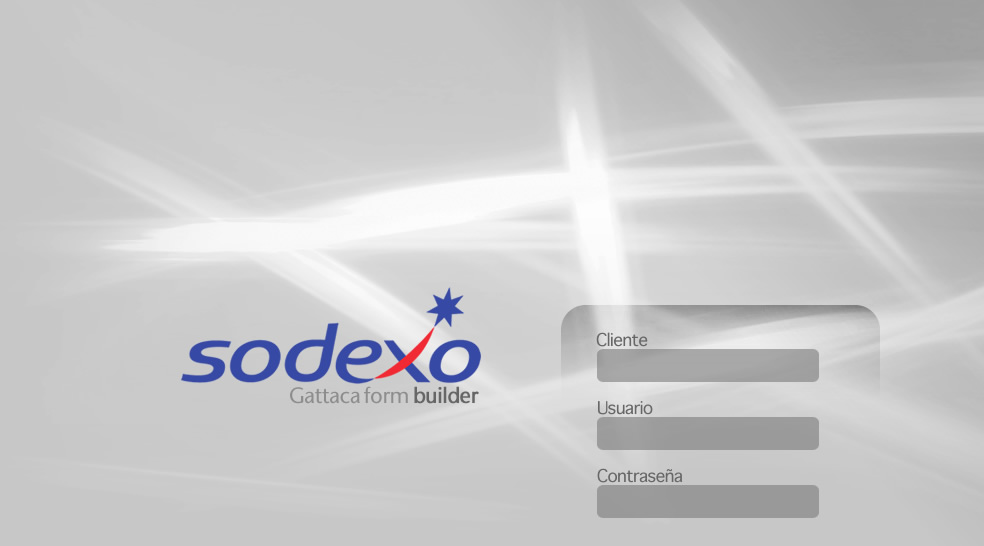 sodexo
Gattaca form builder
Cliente
Usuario
Contraseña